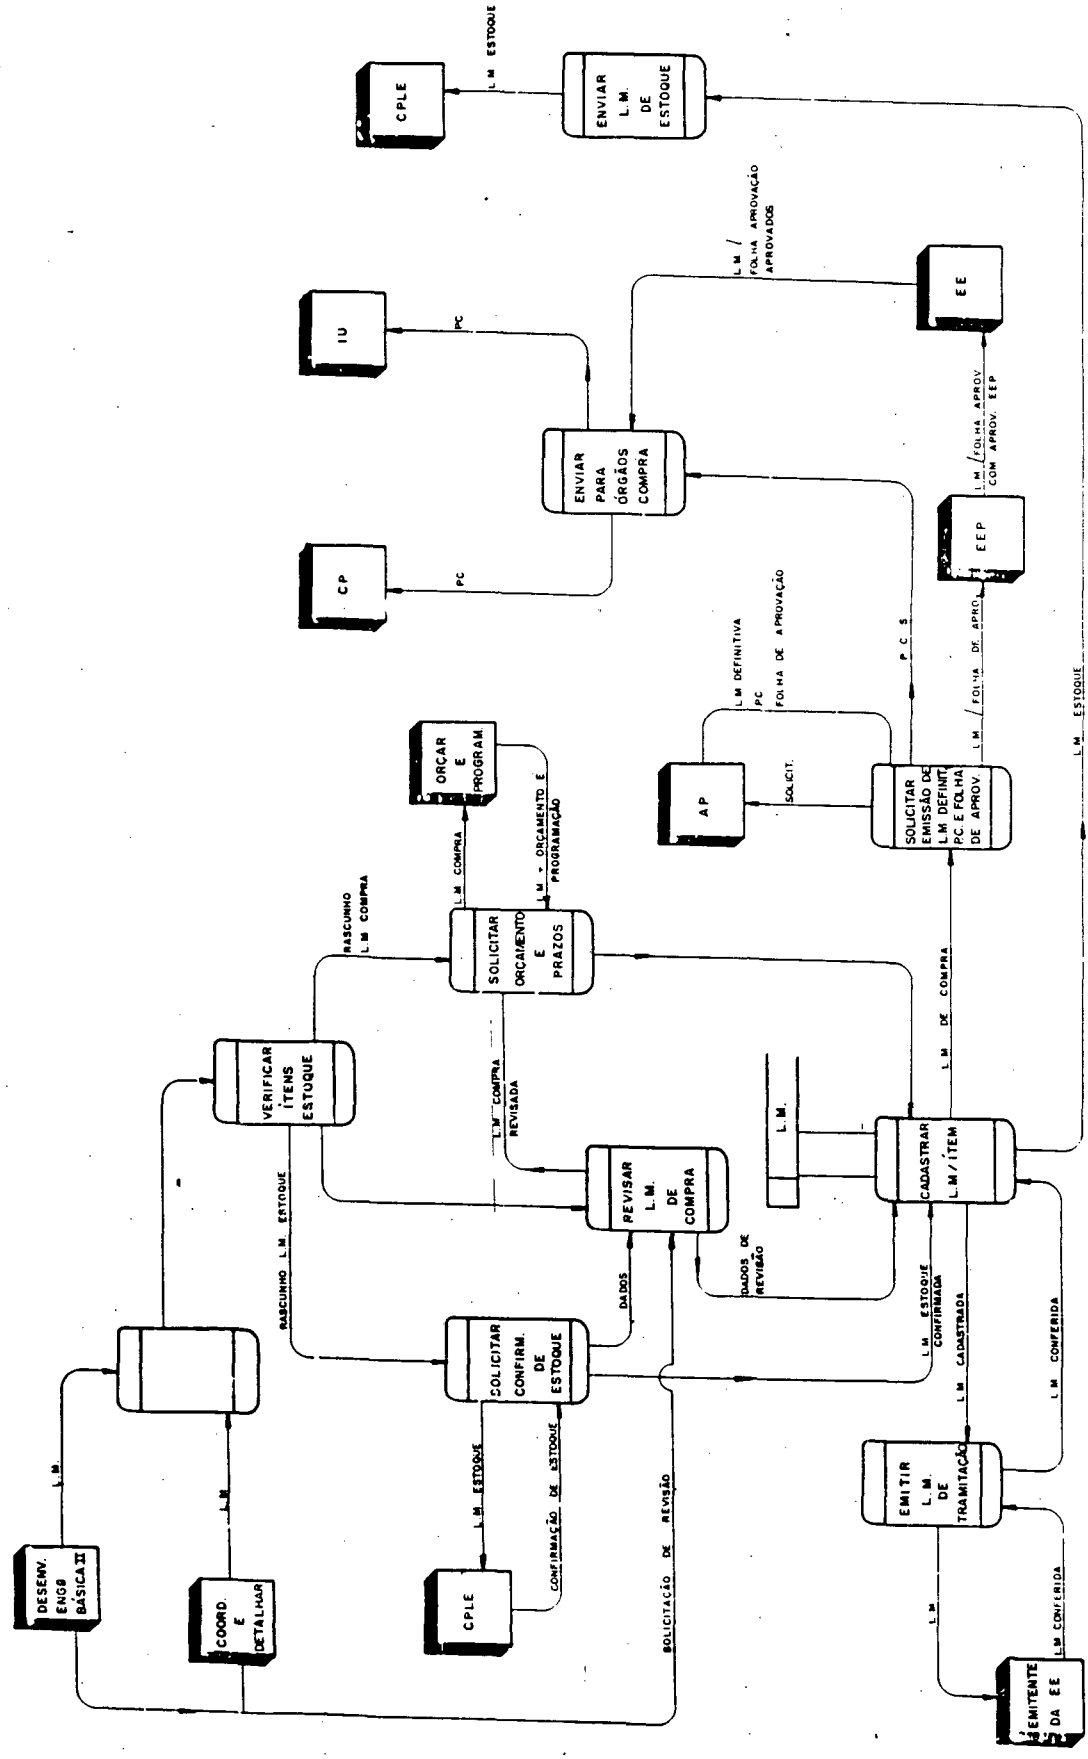 DESENV.
ENGª
BÁSICA II
L.M.
COORD.
E
DETALHAR
L.M
VERIFICAR
ÍTENS
ESTOQUE
RASCUNHO L.M. ESTOQUE
RASCUNHO
L.M COMPRA
CPLE
L.M ESTOQUE
CONFIRMAÇÃO DE ESTOQUE
SOLICITAR
CONFIRM.
DE
ESTOQUE
SOLICITAÇÃO DE REVISÃO
DADOS
L.M COMPRA
REVISADA
REVISAR
L.M.
DE
COMPRA
DADOS DE
REVISÃO
SOLICITAR
ORÇAMENTO
E
PRAZOS
L.M COMPRA
ORÇAR
E
PROGRAM.
L.M + ORÇAMENTO E
PROGRAMAÇÃO
CP
PC
IU
PC
ENVIAR
PARA
ÓRGÃOS
COMPRA
CPLE
L.M ESTOQUE
ENVIAR
L.M.
DE
ESTOQUE
L.M /
FOLHA APROVAÇÃO
APROVADOS
EE
L.M / FOLHA APROV.
COM APROV. EEP
EEP
L.M / FOLHA DE APRO.
P C S
AP
SOLICIT.
L.M DEFINITIVA
PC
FOLHA DE APROVAÇÃO
SOLICITAR
EMISSÃO DE
L.M DEFINIT.
P.C. E FOLHA
DE APROV.
L.M DE COMPRA
L.M.
CADASTRAR
L.M / ÍTEM
L.M ESTOQUE
CONFIRMADA
L.M CADASTRADA
L.M CONFERIDA
EMITIR
L.M.
DE
TRAMITAÇÃO
L.M
L.M CONFERIDA
EMITENTE
DA EE
L.M ESTOQUE